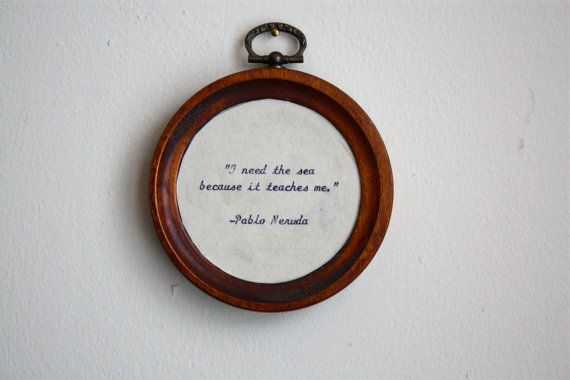 "I need the sea
because it teaches me."
-Pablo Neruda